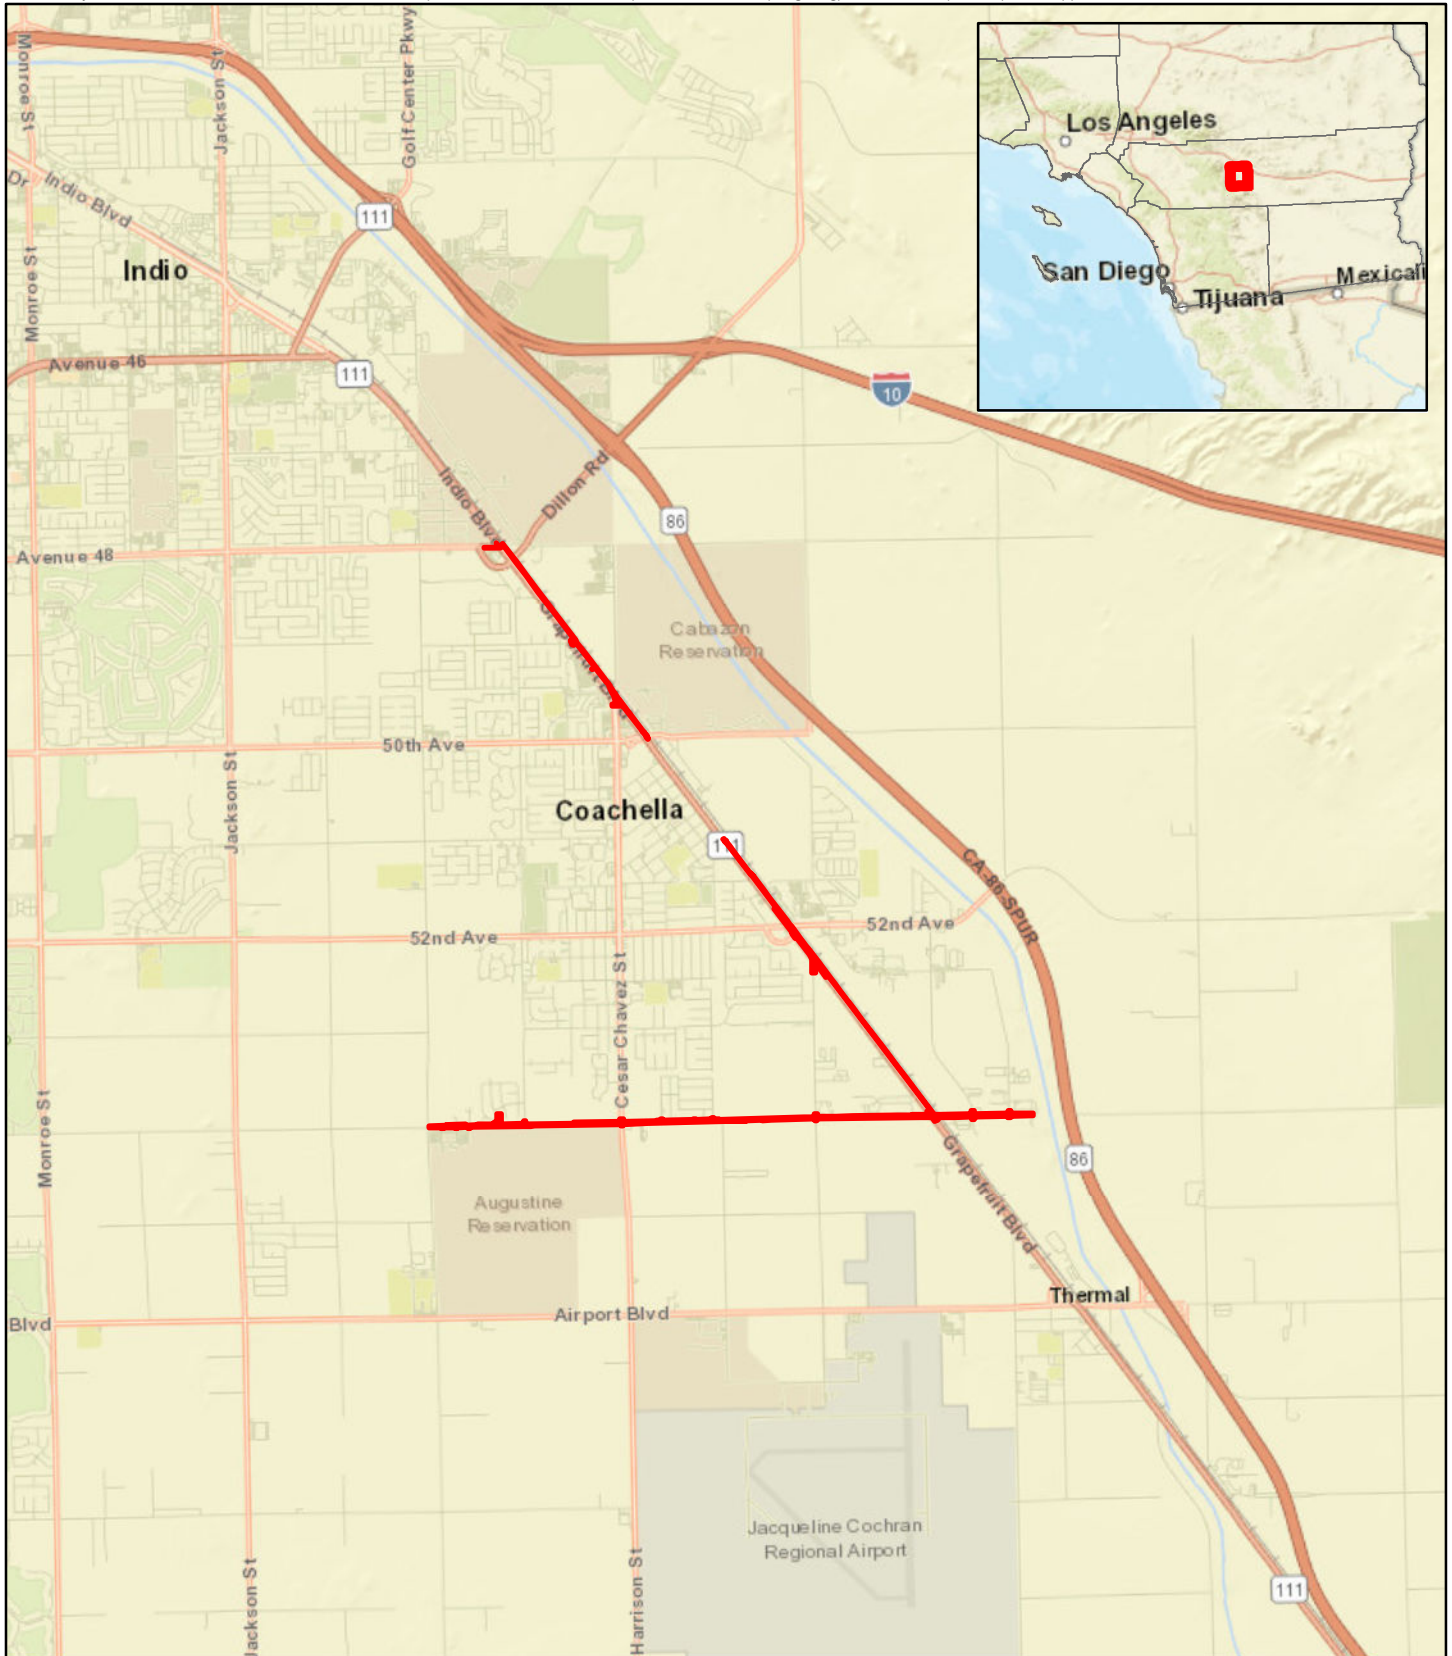 Monroe St
Jackson St
Golf Center Pkwy
Los Angeles
San Diego
Tijuana
Mexicali
Dr
Indio Blvd
111
Indio
Monroe St
Avenue 46
111
10
Indio Blvd
Dillon Rd
86
Avenue 48
Grapefruit Blvd
Cabazon
Reservation
50th Ave
Jackson St
Coachella
111
CA-86 SPUR
52nd Ave
52nd Ave
Cesar Chavez St
Monroe St
86
Grapefruit Blvd
Augustine
Reservation
Thermal
Blvd
Airport Blvd
Jacqueline Cochran
Regional Airport
Jackson St
Harrison St
111